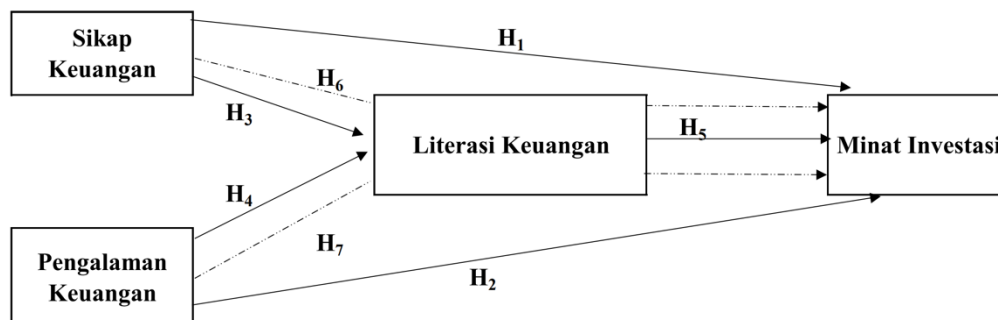 Sikap
Keuangan
H1
H6
H3
Literasi Keuangan
H5
Minat Investasi
H4
H7
H2
Pengalaman
Keuangan